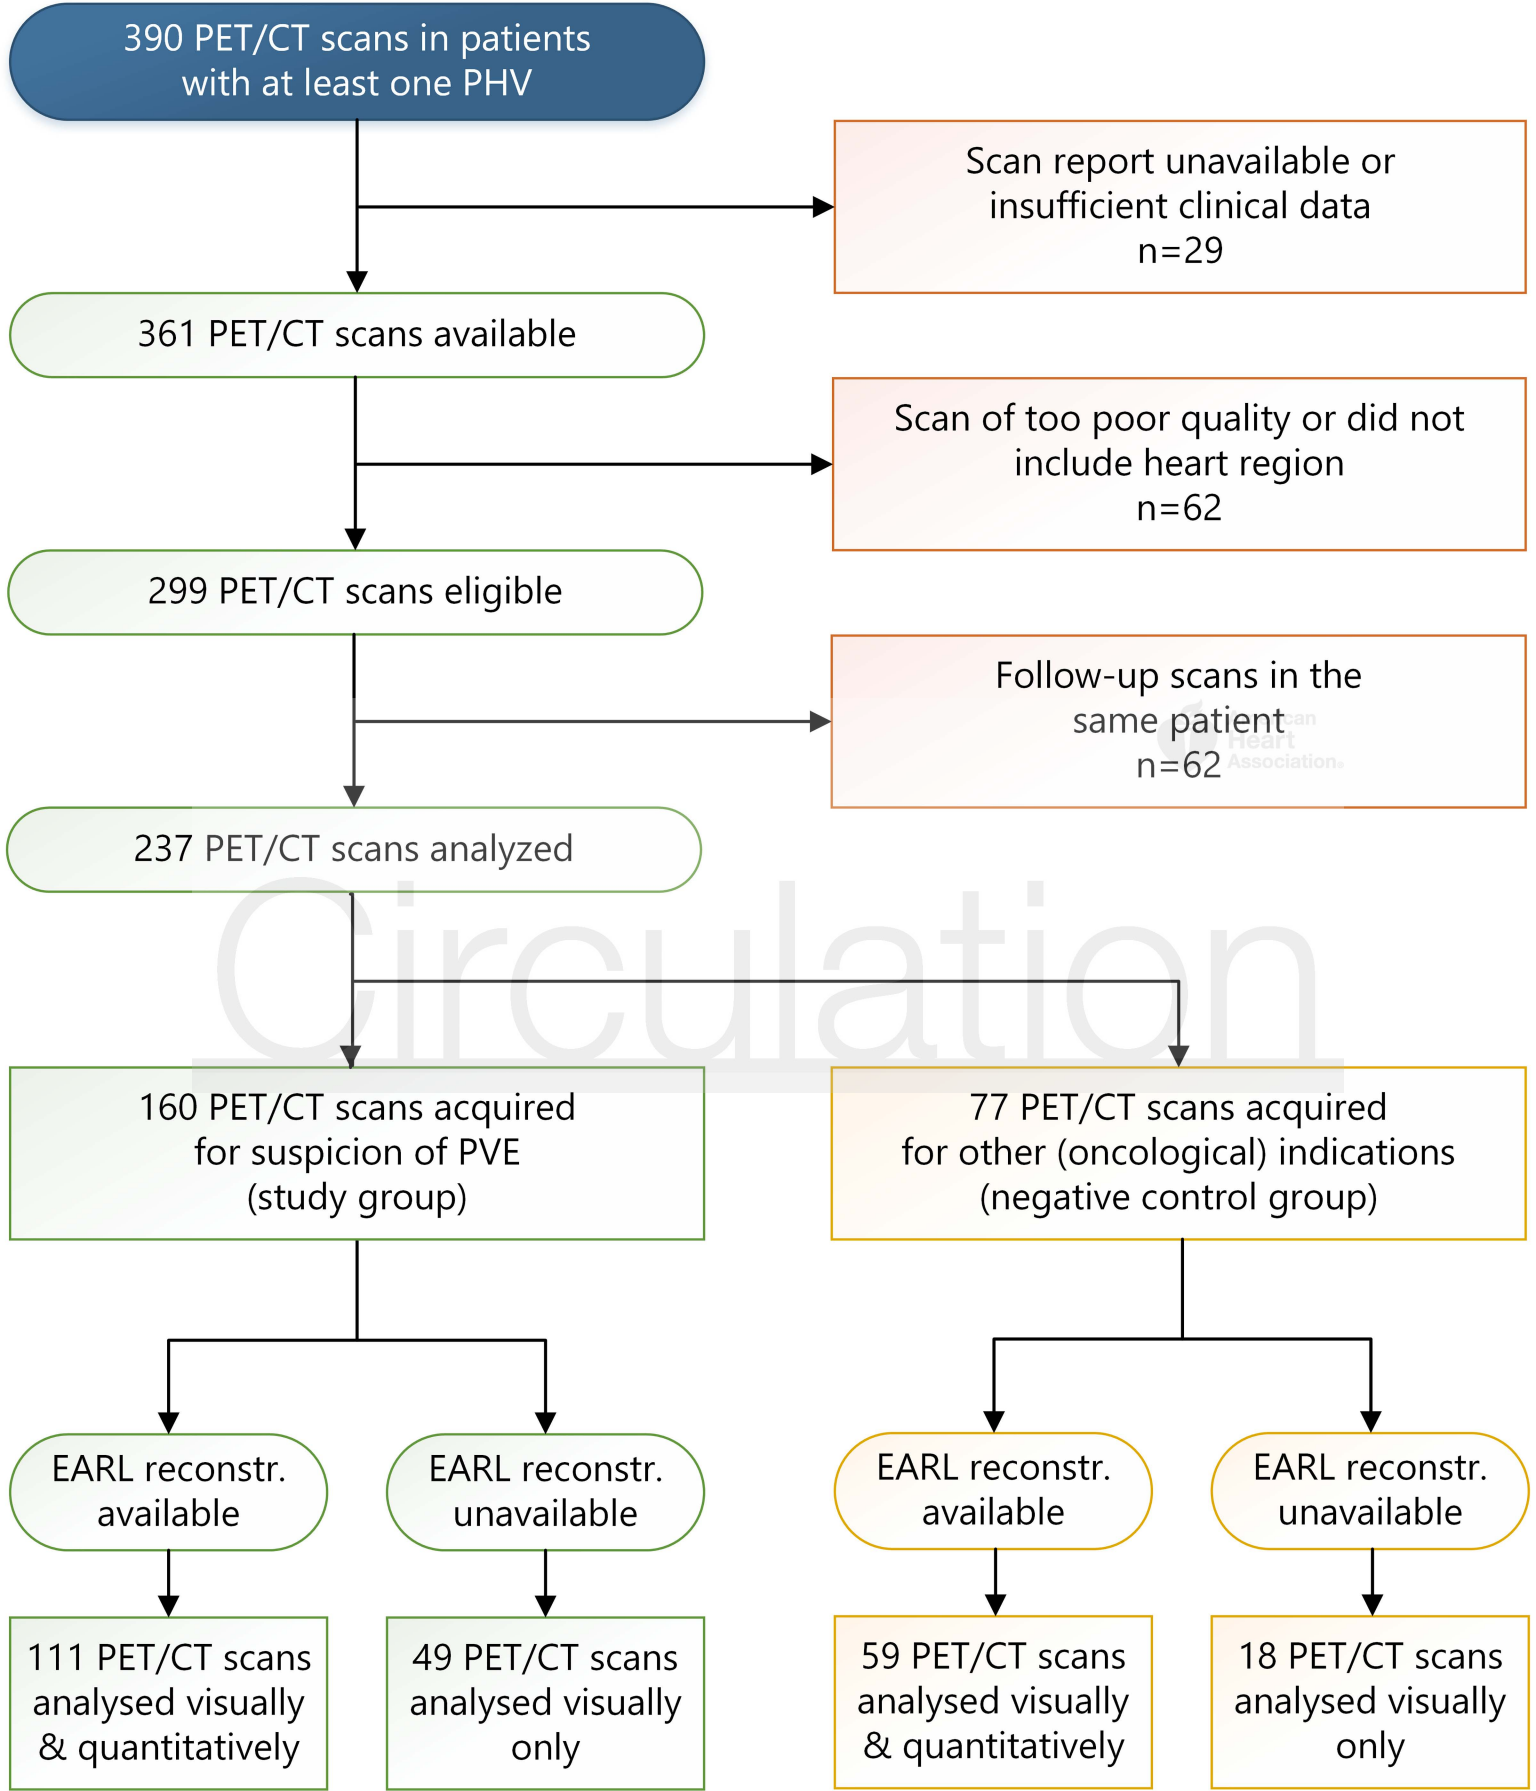 390 PET/CT scans in patients
with at least one PHV
Scan report unavailable or
insufficient clinical data
n=29
361 PET/CT scans available
Scan of too poor quality or did not
include heart region
n=62
299 PET/CT scans eligible
Follow-up scans in the
same patient
n=62
American
Heart
Association®
237 PET/CT scans analyzed
Circulation
160 PET/CT scans acquired
for suspicion of PVE
(study group)
77 PET/CT scans acquired
for other (oncological) indications
(negative control group)
EARL reconstr.
available
EARL reconstr.
unavailable
EARL reconstr.
available
EARL reconstr.
unavailable
111 PET/CT scans
analysed visually
& quantitatively
49 PET/CT scans
analysed visually
only
59 PET/CT scans
analysed visually
& quantitatively
18 PET/CT scans
analysed visually
only